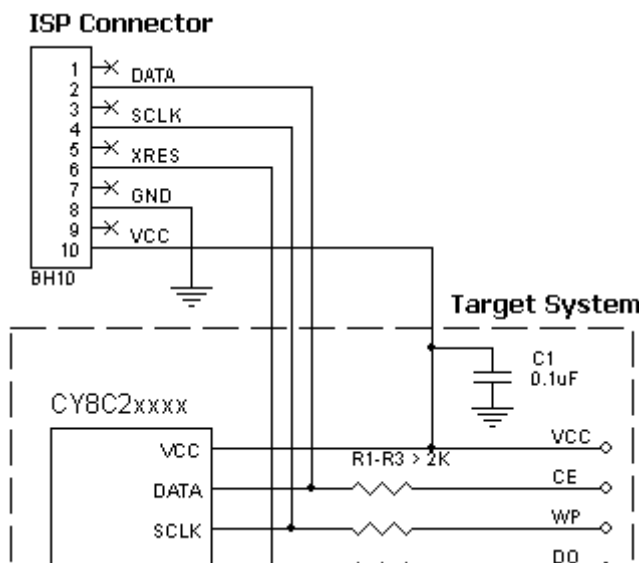 ISP Connector
1
DATA
2
3
SCLK
4
5
XRES
6
7
GND
8
9
VCC
10
BH10
Target System
C1
0.1uF
CY8C2xxxx
VCC
R1-R3 > 2K
VCC
DATA
CE
SCLK
WP
DO